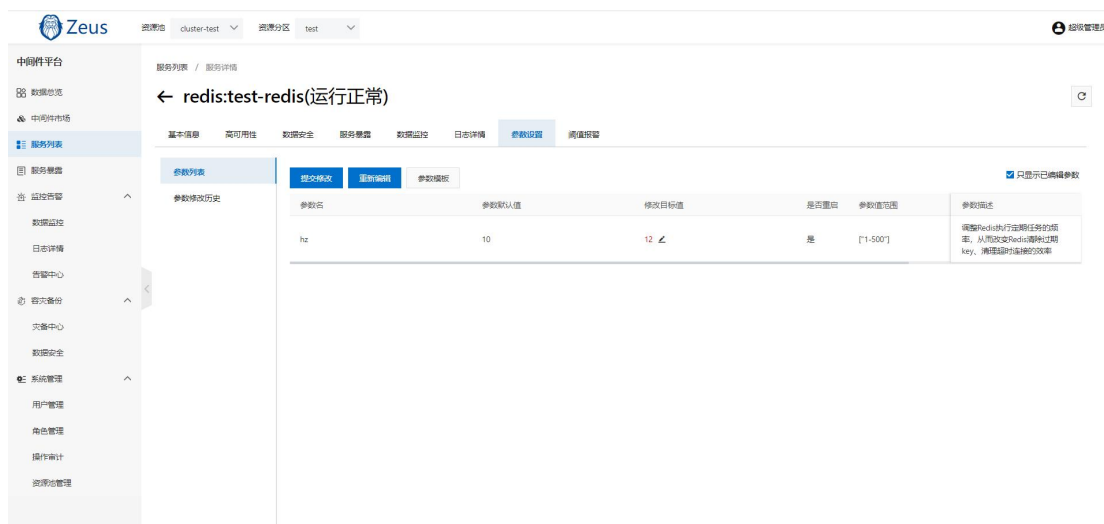 Zeus
资源池 cluster-test 资源分区 test 超级管理员
中间件平台
数据总览
中间件市场
服务列表
服务暴露
监控告警
数据监控
日志详情
告警中心
容灾备份
灾备中心
数据安全
系统管理
用户管理
角色管理
操作审计
资源池管理
服务列表 / 服务详情
redis:test-redis(运行正常)
基本信息 高可用性 数据安全 服务暴露 数据监控 日志详情 参数设置 阈值报警
参数列表
参数修改历史
提交修改 重新编辑 参数模板 只显示已编辑参数
参数名 参数默认值 修改目标值 是否重启 参数值范围 参数描述
hz 10 12 是 ["1-500"]
调整Redis执行定期任务的频
率，从而改变Redis清除过期
key、清理超时连接的效率